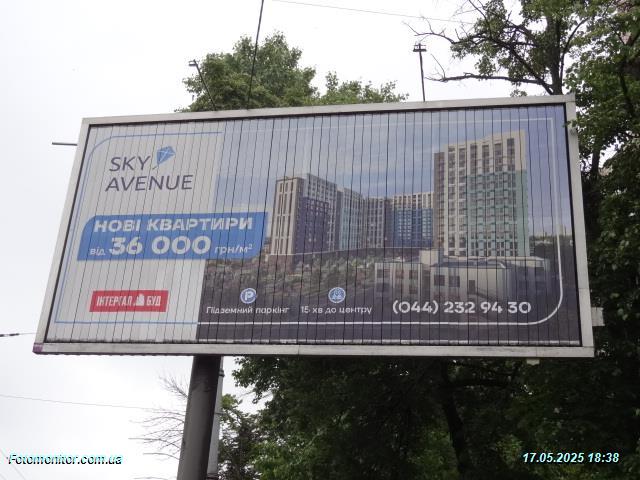 SKY
AVENUE
НОВІ КВАРТИРИ
від 36 000 грн/м²
ІНТЕРГАЛ БУД
Підземний паркінг
15 хв до центру
(044) 232 94 30
Fotomonitor.com.ua
17.05.2025 18:38